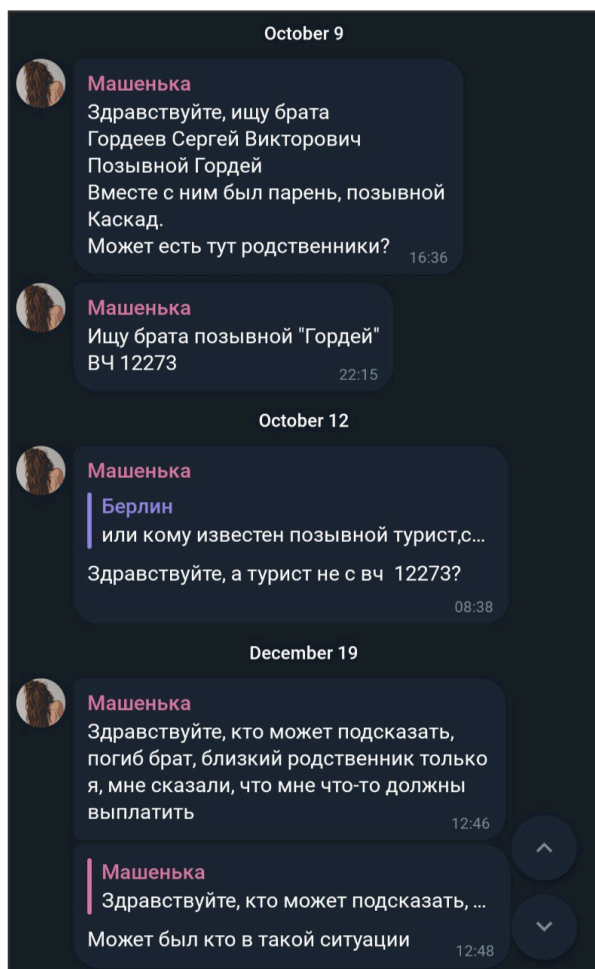 October 9
Машенька
Здравствуйте, ищу брата
Гордеев Сергей Викторович
Позывной Гордей
Вместе с ним был парень, позывной
Каскад.
Может есть тут родственники?
16:36
Машенька
Ищу брата позывной "Гордей"
ВЧ 12273
22:15
October 12
Машенька
Берлин
или кому известен позывной турист,с...
Здравствуйте, а турист не с вч  12273?
08:38
December 19
Машенька
Здравствуйте, кто может подсказать,
погиб брат, близкий родственник только
я, мне сказали, что мне что-то должны
выплатить
12:46
Машенька
Здравствуйте, кто может подсказать, ...
Может был кто в такой ситуации
12:48